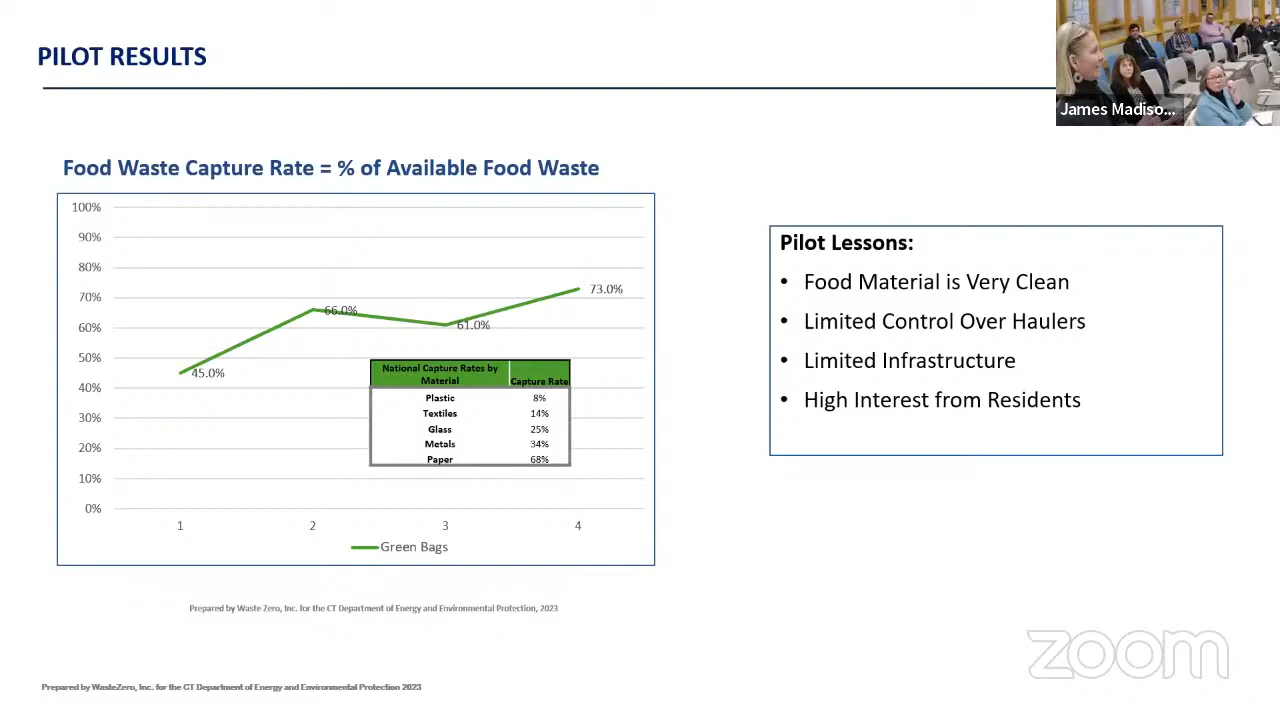 PILOT RESULTS
James Madiso...
Food Waste Capture Rate = % of Available Food Waste
100%
90%
80%
70%
60%
50%
40%
30%
20%
10%
0%
45.0%
66.0%
61.0%
73.0%
National Capture Rates by Material Capture Rate
Plastic 8%
Textiles 14%
Glass 25%
Metals 34%
Paper 68%
1 2 3 4
Green Bags
Prepared by Waste Zero, Inc. for the CT Department of Energy and Environmental Protection, 2023
Pilot Lessons:
• Food Material is Very Clean
• Limited Control Over Haulers
• Limited Infrastructure
• High Interest from Residents
zoom
Prepared by WasteZero, Inc. for the CT Department of Energy and Environmental Protection 2023